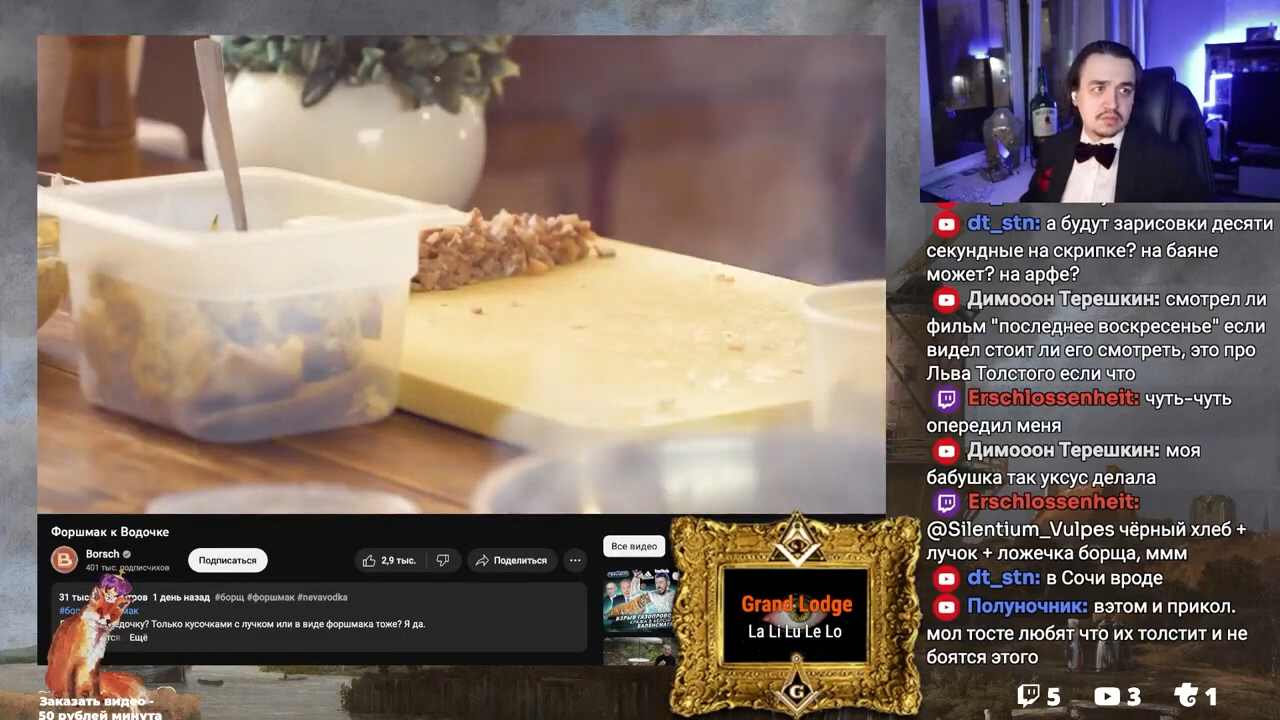 Форшмак к Водочке
B
Borsch
401 тыс. подписчиков
Подписаться
2,9 тыс.
Поделиться
Все видео
31 тыс
1 день назад #борщ #форшмак #nevavodka
Только кусочками с лучком или в виде форшмака тоже? Я да.
Ещё
Заказать видео -
50 рублей минута
Grand Lodge
La Li Lu Le Lo
G
dt_stn: а будут зарисовки десяти
секундные на скрипке? на баяне
может? на арфе?
Димооон Терешкин: смотрел ли
фильм "последнее воскресенье" если
видел стоит ли его смотреть, это про
Льва Толстого если что
Erschlossenheit: чуть-чуть
опередил меня
Димооон Терешкин: моя
бабушка так уксус делала
Erschlossenheit:
@Silentium_Vulpes чёрный хлеб +
лучок + ложечка борща, ммм
dt_stn: в Сочи вроде
Полуночник: вэтом и прикол.
мол тосте любят что их толстит и не
боятся этого
5 3 1